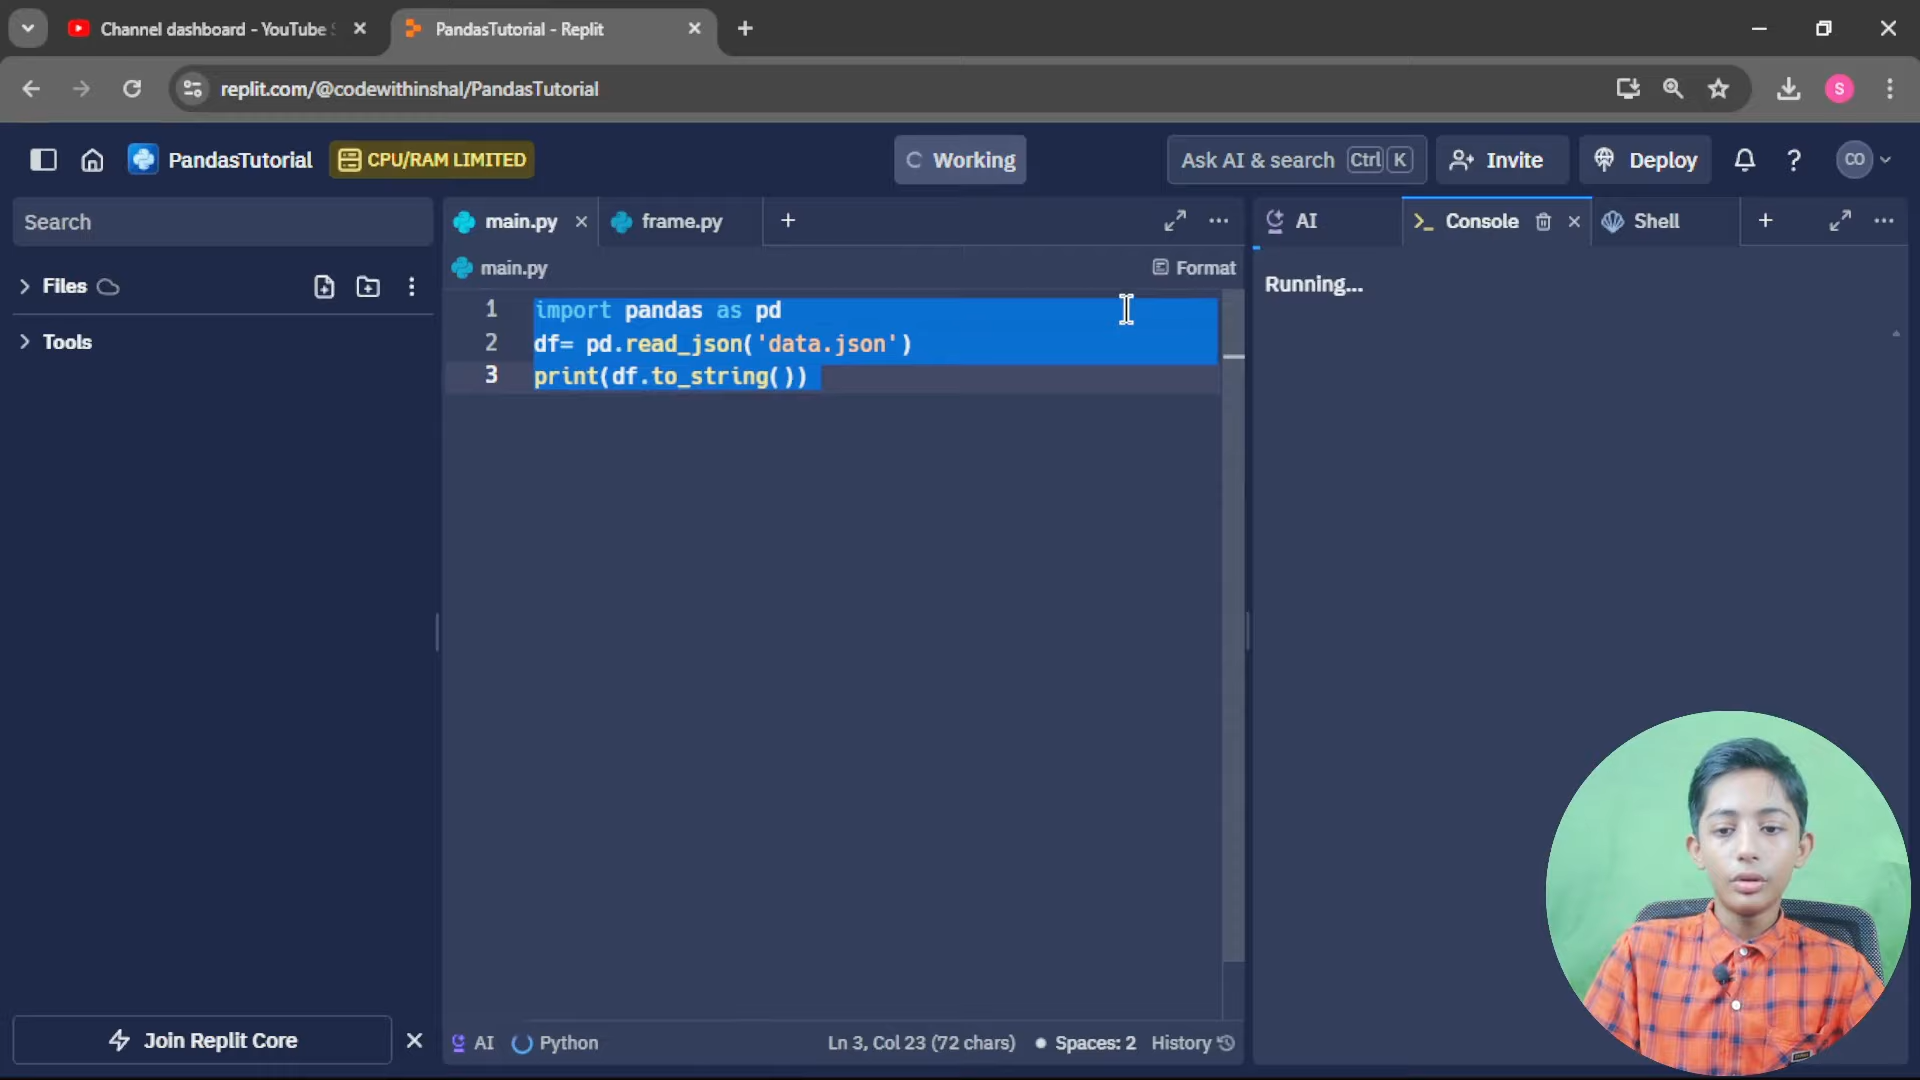 Channel dashboard - YouTube S
PandasTutorial - Replit
replit.com/@codewithinshal/PandasTutorial
S
PandasTutorial
CPU/RAM LIMITED
Working
Ask AI & search Ctrl K
Invite
Deploy
CO
Search
main.py
frame.py
AI
Console
Shell
Files
main.py
Format
Running...
Tools
1 import pandas as pd
2 df= pd.read_json('data.json')
3 print(df.to_string())
Join Replit Core
AI
Python
Ln 3, Col 23 (72 chars)
Spaces: 2
History